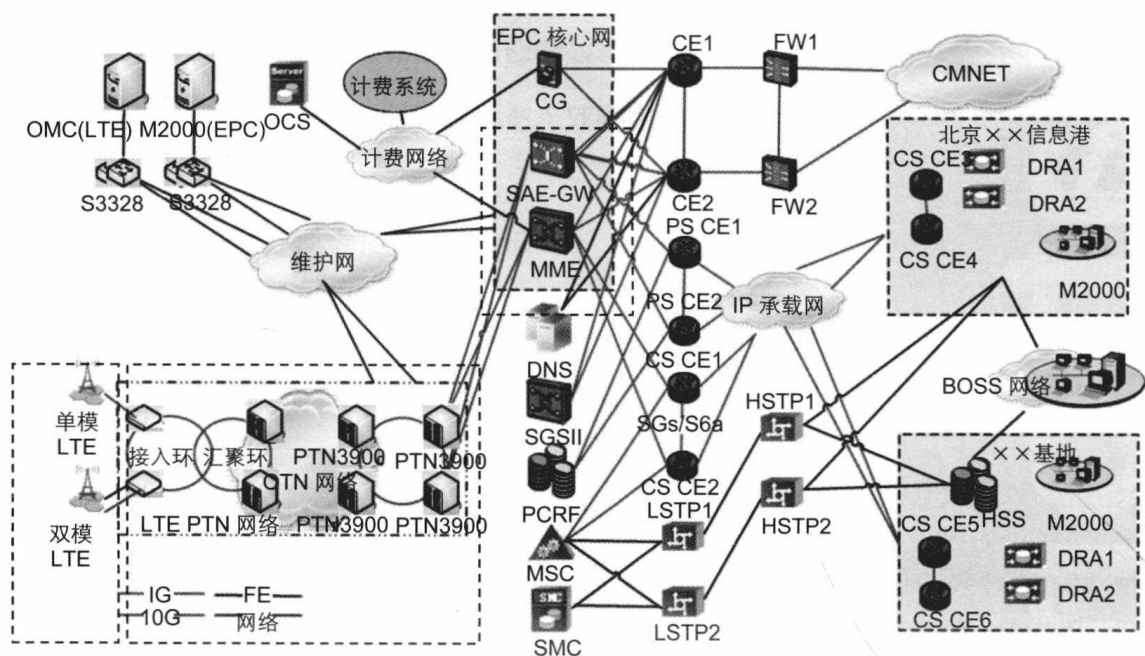 EPC 核心网
CE1
FW1
CMNET
计费系统
CG
Server
OMC(LTE)
M2000(EPC)
OCS
计费网络
S3328
S3328
SAE-GW
CE2
FW2
北京××信息港
CS CE3
DRA1
DRA2
CS CE4
M2000
PS CE1
MME
维护网
PS CE2
IP 承载网
DNS
CS CE1
BOSS 网络
SGSII
SGs/S6a
HSTP1
单模
LTE
接入环
汇聚环
PTN3900
PTN3900
OTN 网络
××基地
PCRF
CS CE2
LSTP1
HSTP2
双模
LTE
LTE PTN 网络
PTN3900
PTN3900
CS CE5
HSS
M2000
MSC
DRA1
DRA2
IG
FE
10G
网络
SMC
SMC
LSTP2
CS CE6